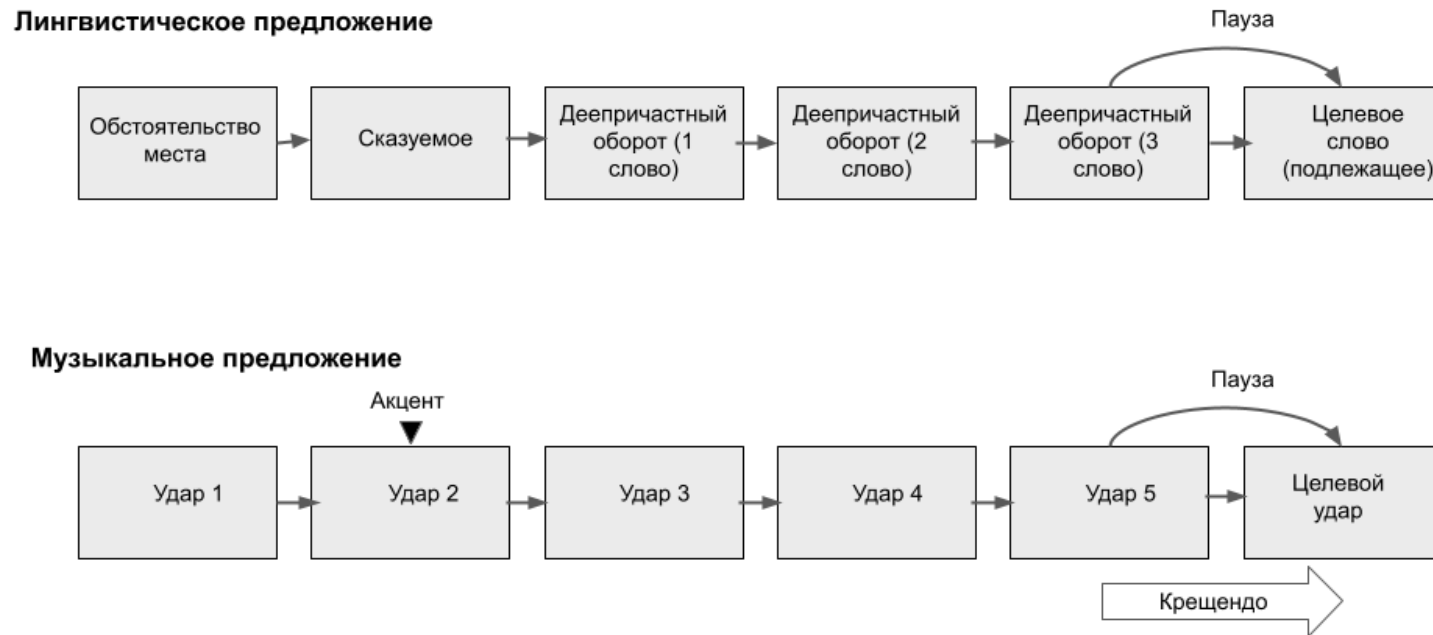 Лингвистическое предложение
Пауза
Обстоятельство
места
Сказуемое
Деепричастный
оборот (1
слово)
Деепричастный
оборот (2
слово)
Деепричастный
оборот (3
слово)
Целевое
слово
(подлежащее)
Музыкальное предложение
Акцент
Пауза
Удар 1
Удар 2
Удар 3
Удар 4
Удар 5
Целевой
удар
Крещендо